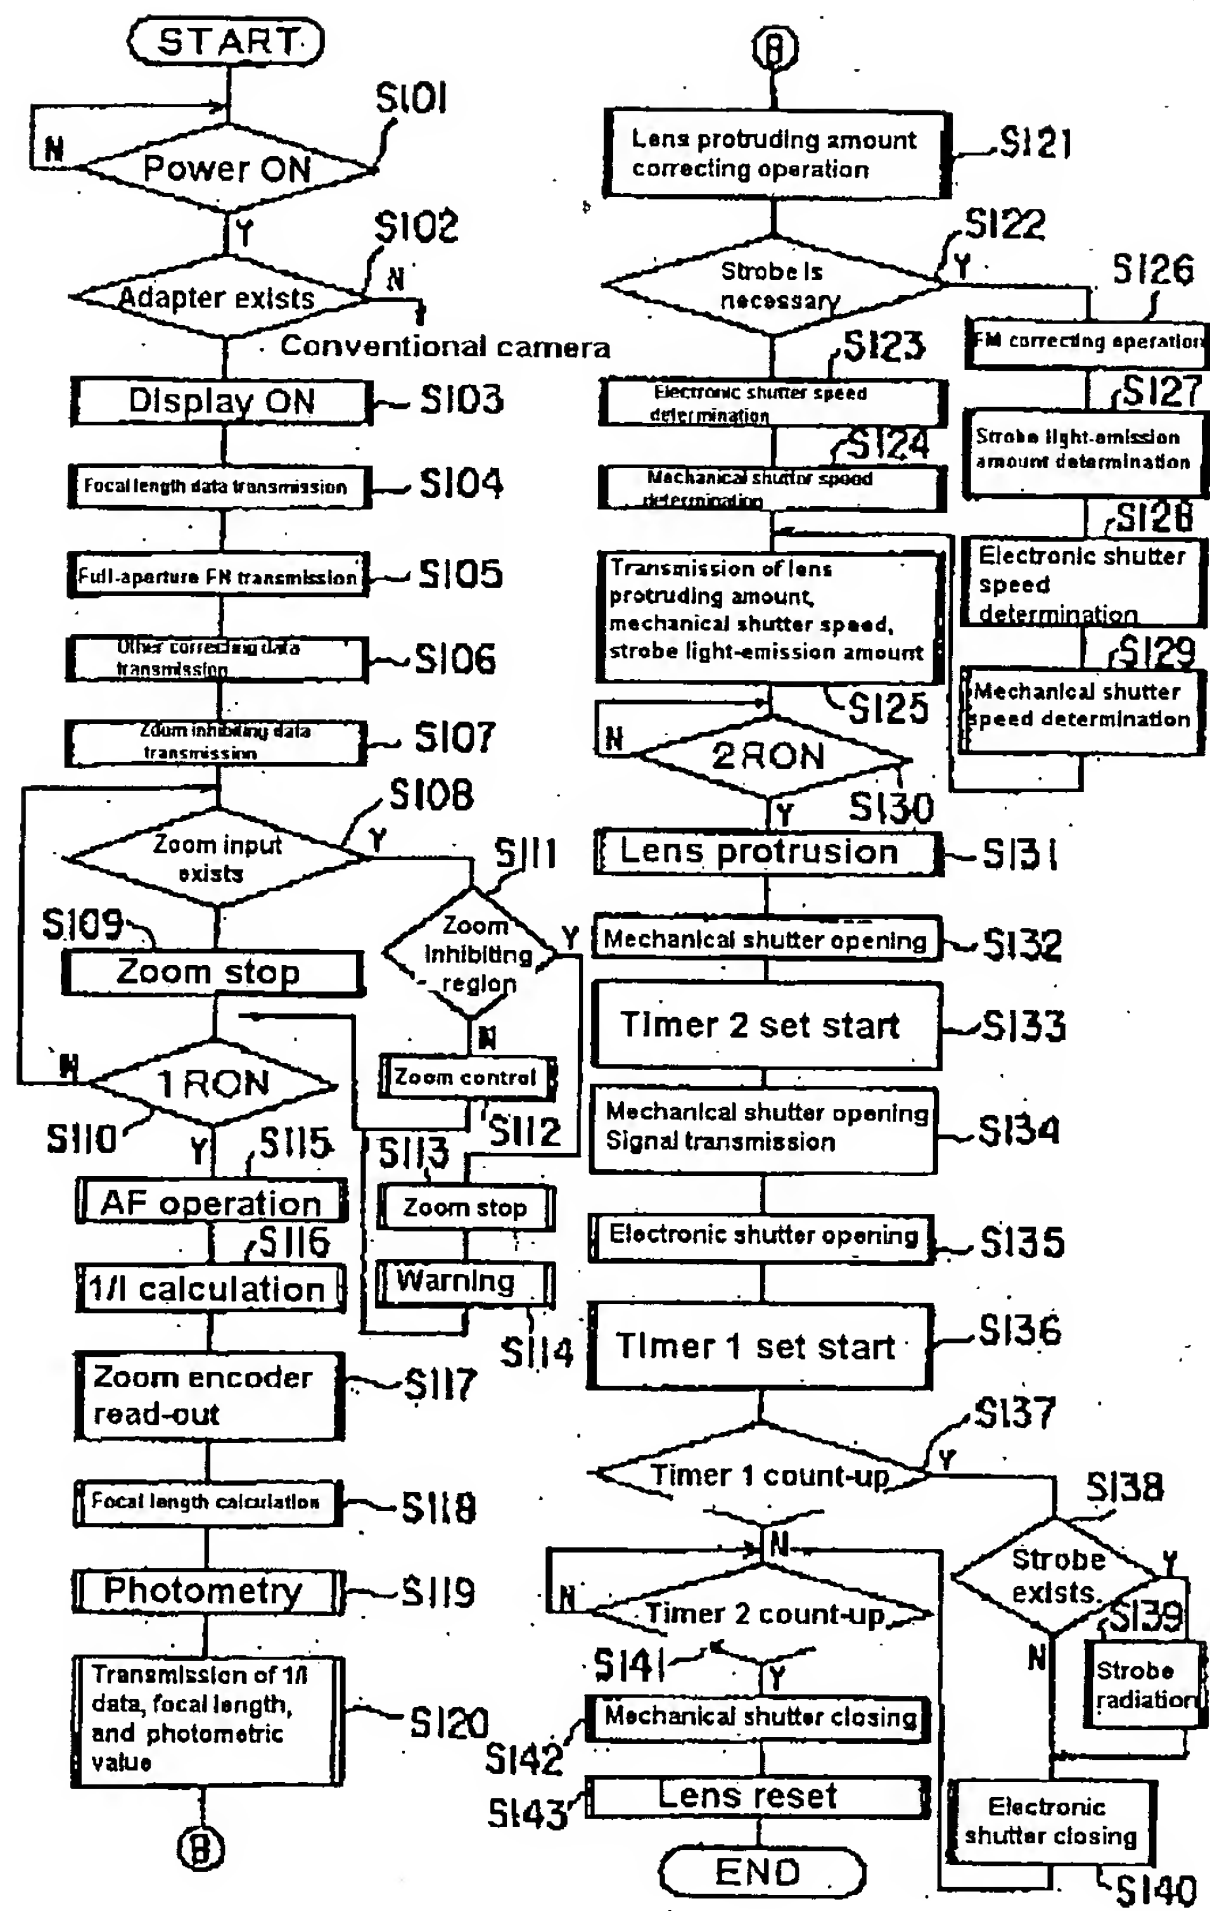 START
S101
N
Power ON
Y
S102
N
Adapter exists
Conventional camera
Display ON
S103
Focal length data transmission
S104
Full-aperture FN transmission
S105
Other correcting data
transmission
S106
Zoom inhibiting data
transmission
S107
S108
Zoom input
exists
Y
S111
S109
Zoom
inhibiting
region
Y
Zoom stop
N
N
1 RON
Zoom control
S110
S112
Y
S115
S113
AF operation
Zoom stop
S116
1/l calculation
Warning
S114
Zoom encoder
read-out
S117
Focal length calculation
S118
Photometry
S119
Transmission of 1/l
data, focal length,
and photometric
value
S120
B
B
Lens protruding amount
correcting operation
S121
S122
Strobe is
necessary
Y
S126
FM correcting operation
S123
Electronic shutter speed
determination
S127
Strobe light-emission
amount determination
S124
Mechanical shutter speed
determination
S128
Electronic shutter
speed
determination
Transmission of lens
protruding amount,
mechanical shutter speed,
strobe light-emission amount
S129
Mechanical shutter
speed determination
S125
N
2 RON
S130
Y
Lens protrusion
S131
Mechanical shutter opening
S132
Timer 2 set start
S133
Mechanical shutter opening
Signal transmission
S134
Electronic shutter opening
S135
Timer 1 set start
S136
S137
Timer 1 count-up
Y
S138
N
Strobe
exists.
Y
N
Timer 2 count-up
S139
S141
N
Strobe
radiation
Y
Mechanical shutter closing
S142
Lens reset
S143
Electronic
shutter closing
S140
END